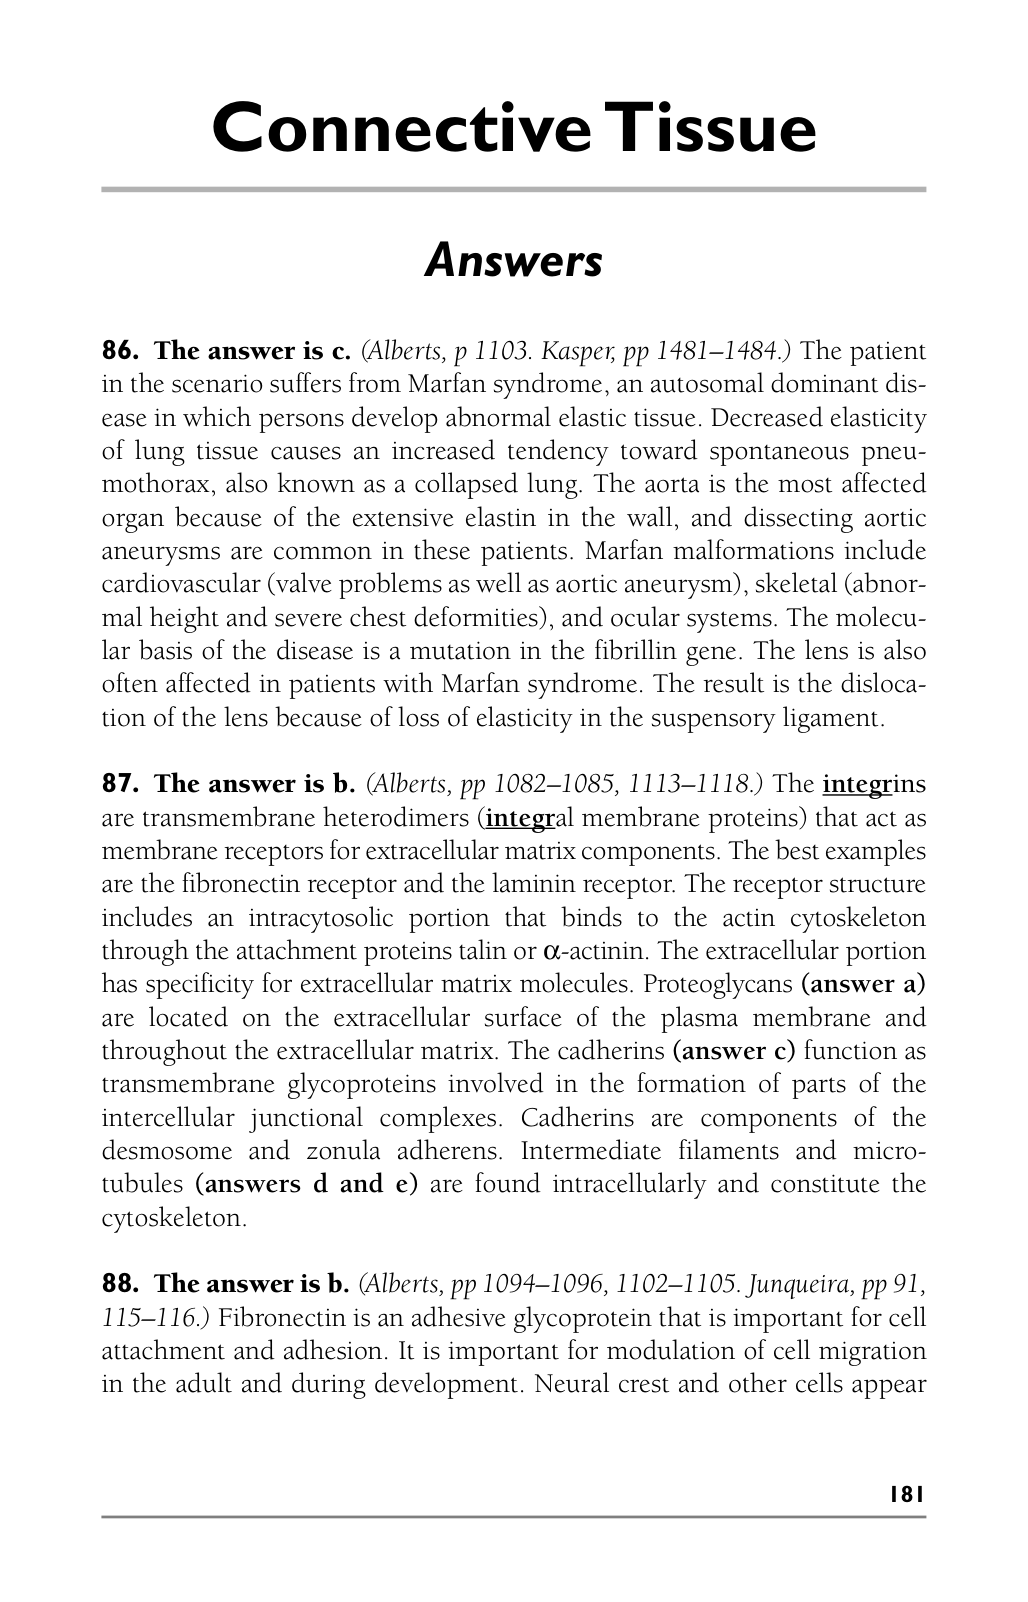 Connective Tissue
Answers
86. The answer is c. (Alberts, p 1103. Kasper, pp 1481–1484.) The patient
in the scenario suffers from Marfan syndrome, an autosomal dominant dis-
ease in which persons develop abnormal elastic tissue. Decreased elasticity
of lung tissue causes an increased tendency toward spontaneous pneu-
mothorax, also known as a collapsed lung. The aorta is the most affected
organ because of the extensive elastin in the wall, and dissecting aortic
aneurysms are common in these patients. Marfan malformations include
cardiovascular (valve problems as well as aortic aneurysm), skeletal (abnor-
mal height and severe chest deformities), and ocular systems. The molecu-
lar basis of the disease is a mutation in the fibrillin gene. The lens is also
often affected in patients with Marfan syndrome. The result is the disloca-
tion of the lens because of loss of elasticity in the suspensory ligament.
87. The answer is b. (Alberts, pp 1082–1085, 1113–1118.) The integrins
are transmembrane heterodimers (integral membrane proteins) that act as
membrane receptors for extracellular matrix components. The best examples
are the fibronectin receptor and the laminin receptor. The receptor structure
includes an intracytosolic portion that binds to the actin cytoskeleton
through the attachment proteins talin or α-actinin. The extracellular portion
has specificity for extracellular matrix molecules. Proteoglycans (answer a)
are located on the extracellular surface of the plasma membrane and
throughout the extracellular matrix. The cadherins (answer c) function as
transmembrane glycoproteins involved in the formation of parts of the
intercellular junctional complexes. Cadherins are components of the
desmosome and zonula adherens. Intermediate filaments and micro-
tubules (answers d and e) are found intracellularly and constitute the
cytoskeleton.
88. The answer is b. (Alberts, pp 1094–1096, 1102–1105. Junqueira, pp 91,
115–116.) Fibronectin is an adhesive glycoprotein that is important for cell
attachment and adhesion. It is important for modulation of cell migration
in the adult and during development. Neural crest and other cells appear
181